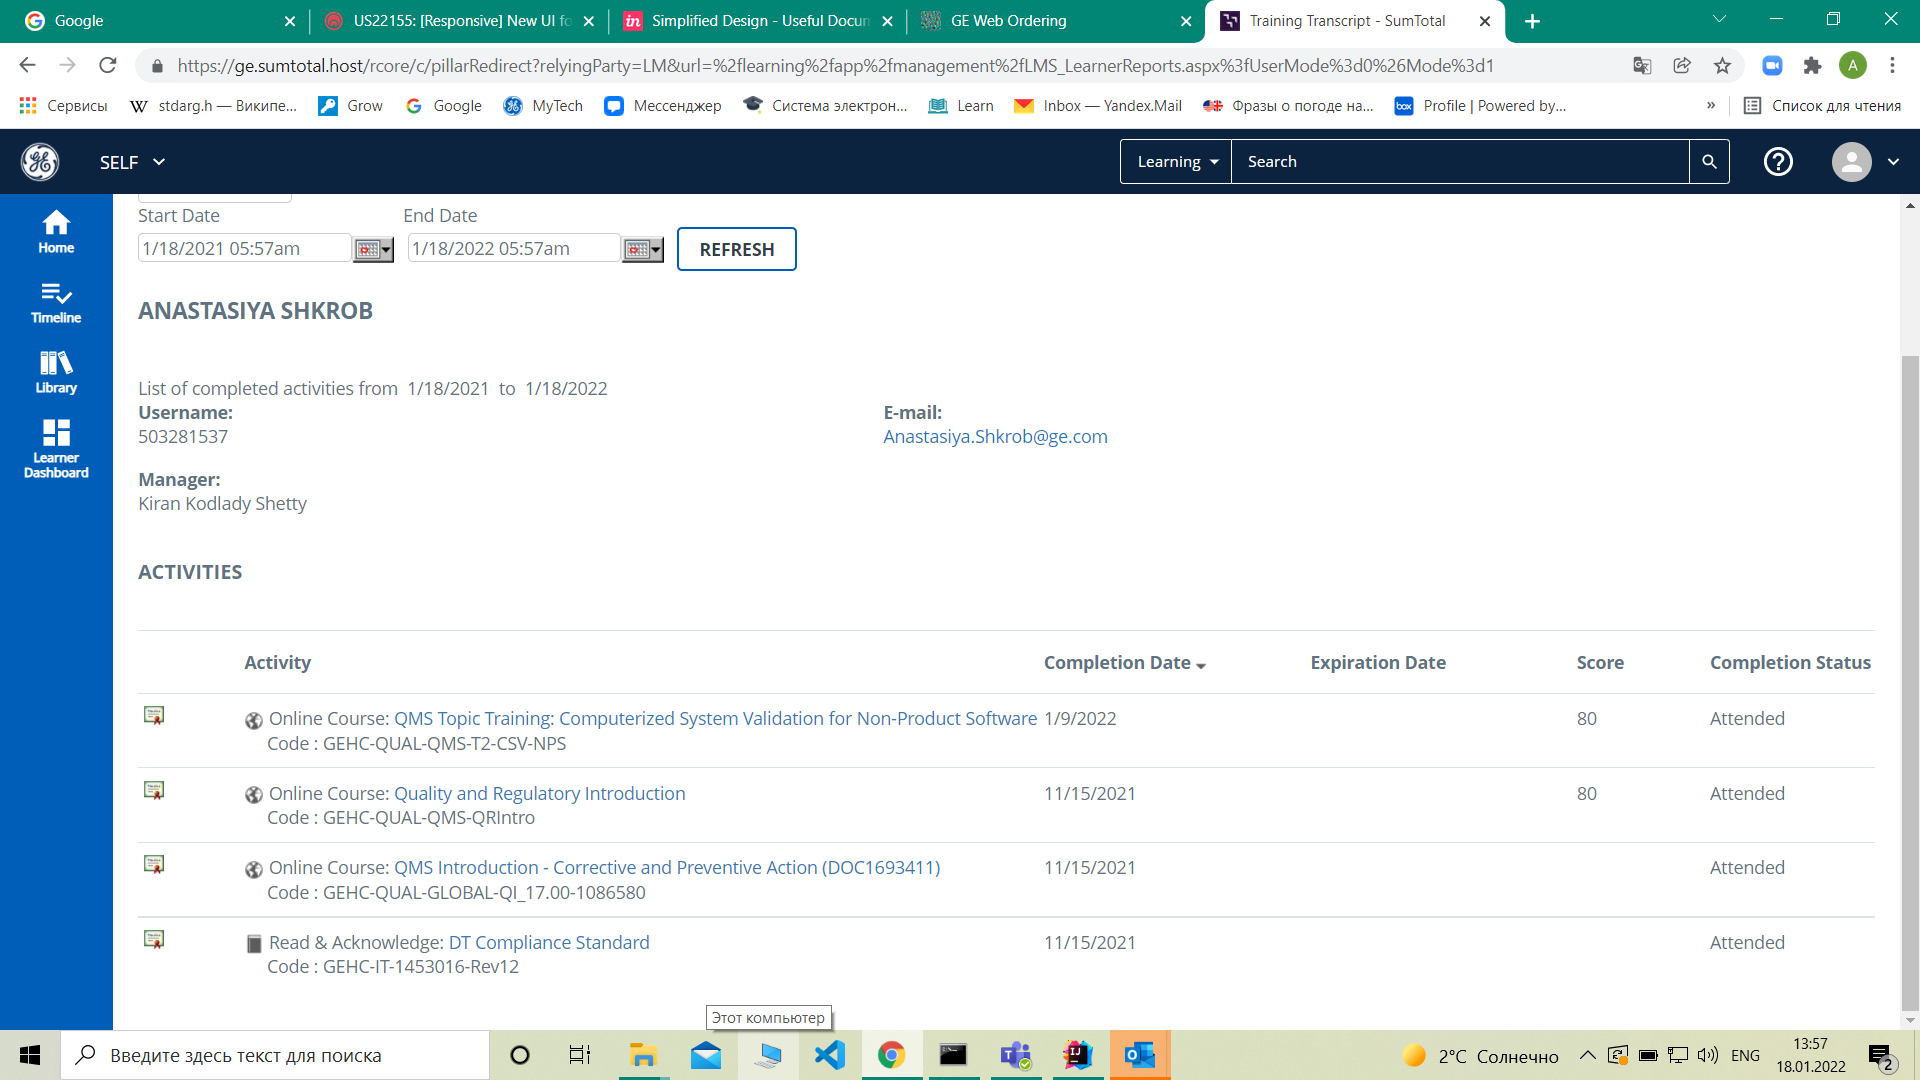 Google
US22155: [Responsive] New UI fo
Simplified Design - Useful Docum
GE Web Ordering
Training Transcript - SumTotal
https://ge.sumtotal.host/rcore/c/pillarRedirect?relyingParty=LM&url=%2flearning%2fapp%2fmanagement%2fLMS_LearnerReports.aspx%3fUserMode%3d0%26Mode%3d1
A
Сервисы
stdarg.h — Википе...
Grow
Google
MyTech
Мессенджер
Система электрон...
Learn
Inbox — Yandex.Mail
Фразы о погоде на...
Profile | Powered by...
»
Список для чтения
SELF
Learning
Search
Home
Timeline
Library
Learner
Dashboard
Start Date
End Date
1/18/2021 05:57am
1/18/2022 05:57am
REFRESH
ANASTASIYA SHKROB
List of completed activities from 1/18/2021 to 1/18/2022
Username:
E-mail:
503281537
Anastasiya.Shkrob@ge.com
Manager:
Kiran Kodlady Shetty
ACTIVITIES
Activity
Completion Date
Expiration Date
Score
Completion Status
Online Course: QMS Topic Training: Computerized System Validation for Non-Product Software
1/9/2022
80
Attended
Code : GEHC-QUAL-QMS-T2-CSV-NPS
Online Course: Quality and Regulatory Introduction
11/15/2021
80
Attended
Code : GEHC-QUAL-QMS-QRIntro
Online Course: QMS Introduction - Corrective and Preventive Action (DOC1693411)
11/15/2021
Attended
Code : GEHC-QUAL-GLOBAL-QI_17.00-1086580
Read & Acknowledge: DT Compliance Standard
11/15/2021
Attended
Code : GEHC-IT-1453016-Rev12
Этот компьютер
Введите здесь текст для поиска
2°C Солнечно
ENG
13:57
18.01.2022
2